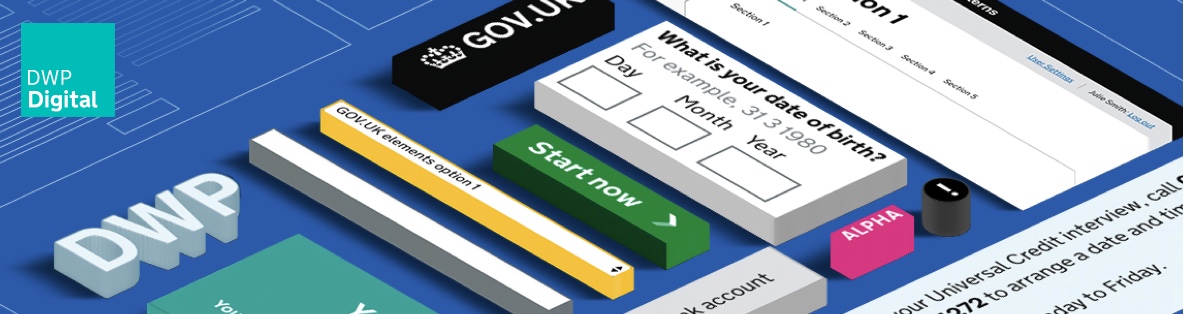 DWP
Digital
GOV.UK
What is your date of birth?
For example, 31 3 1980
Day
Month
Year
GOV.UK elements option 1
Start now
ALPHA
!
DWP
account
Section 1
Section 2
Section 3
Section 4
Section 5
User Settings
Julie Smith: Log out
your Universal Credit interview, call
to arrange a date and
to Friday.